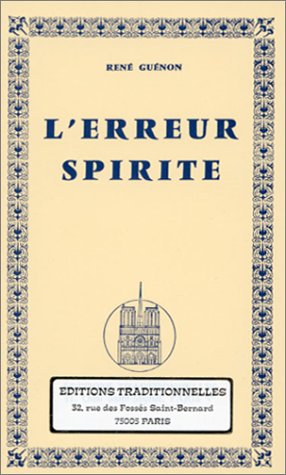 RENÉ GUÉNON
L'ERREUR
SPIRITE
EDITIONS TRADITIONNELLES
32, rue des Fossés Saint-Bernard
75005 PARIS